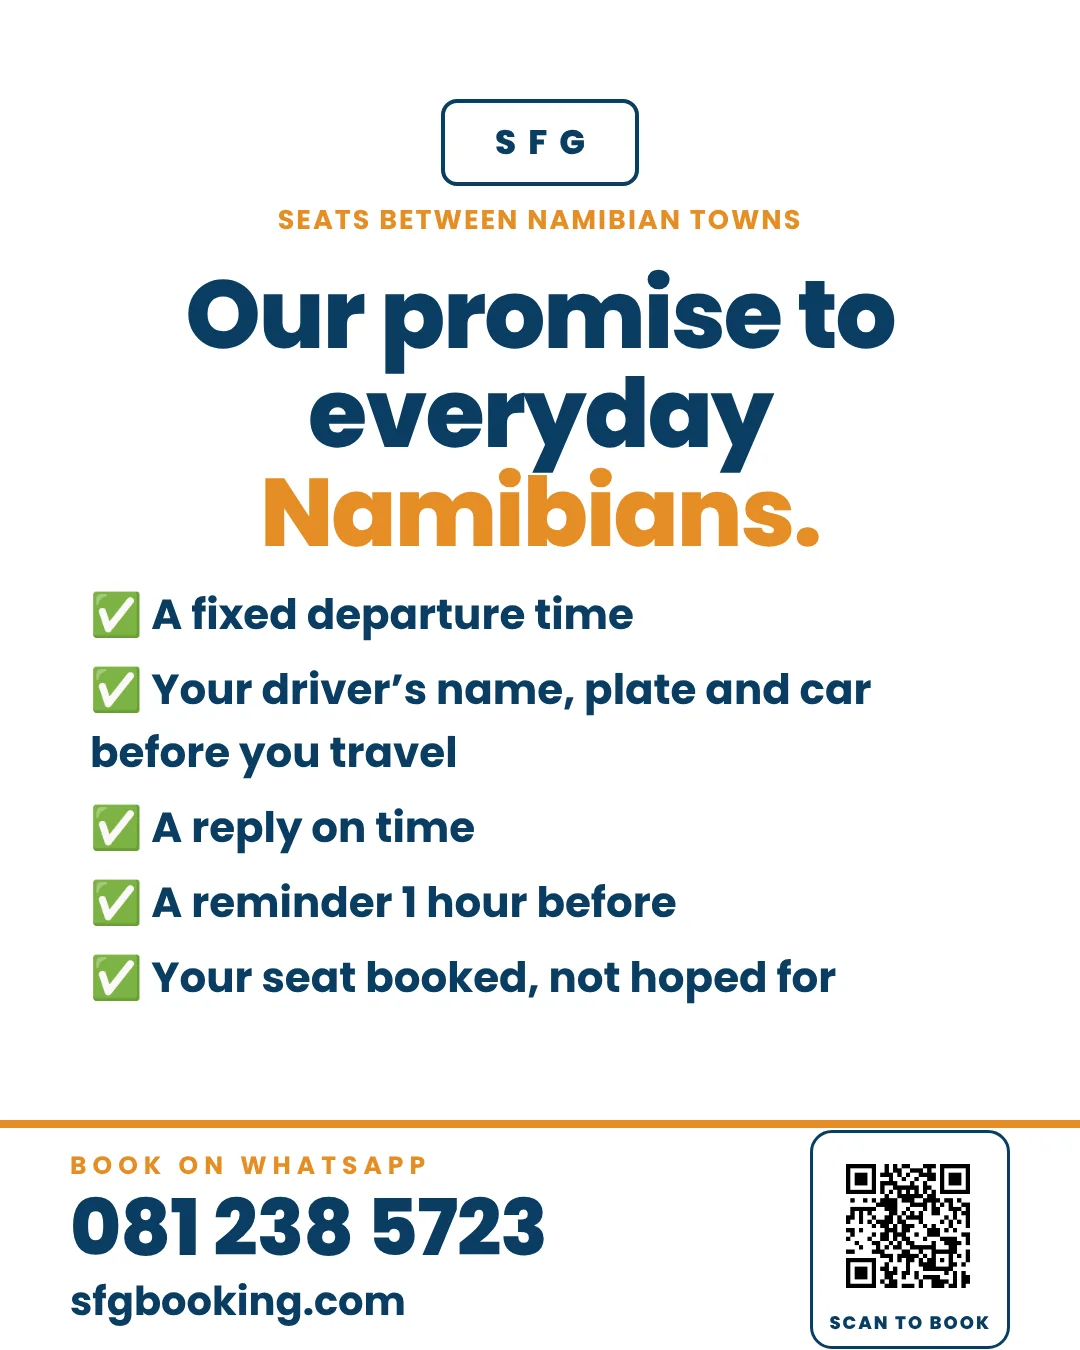 SFG
SEATS BETWEEN NAMIBIAN TOWNS
Our promise to
everyday
Namibians.
✅ A fixed departure time
✅ Your driver’s name, plate and car
before you travel
✅ A reply on time
✅ A reminder 1 hour before
✅ Your seat booked, not hoped for
BOOK ON WHATSAPP
081 238 5723
sfgbooking.com
SCAN TO BOOK